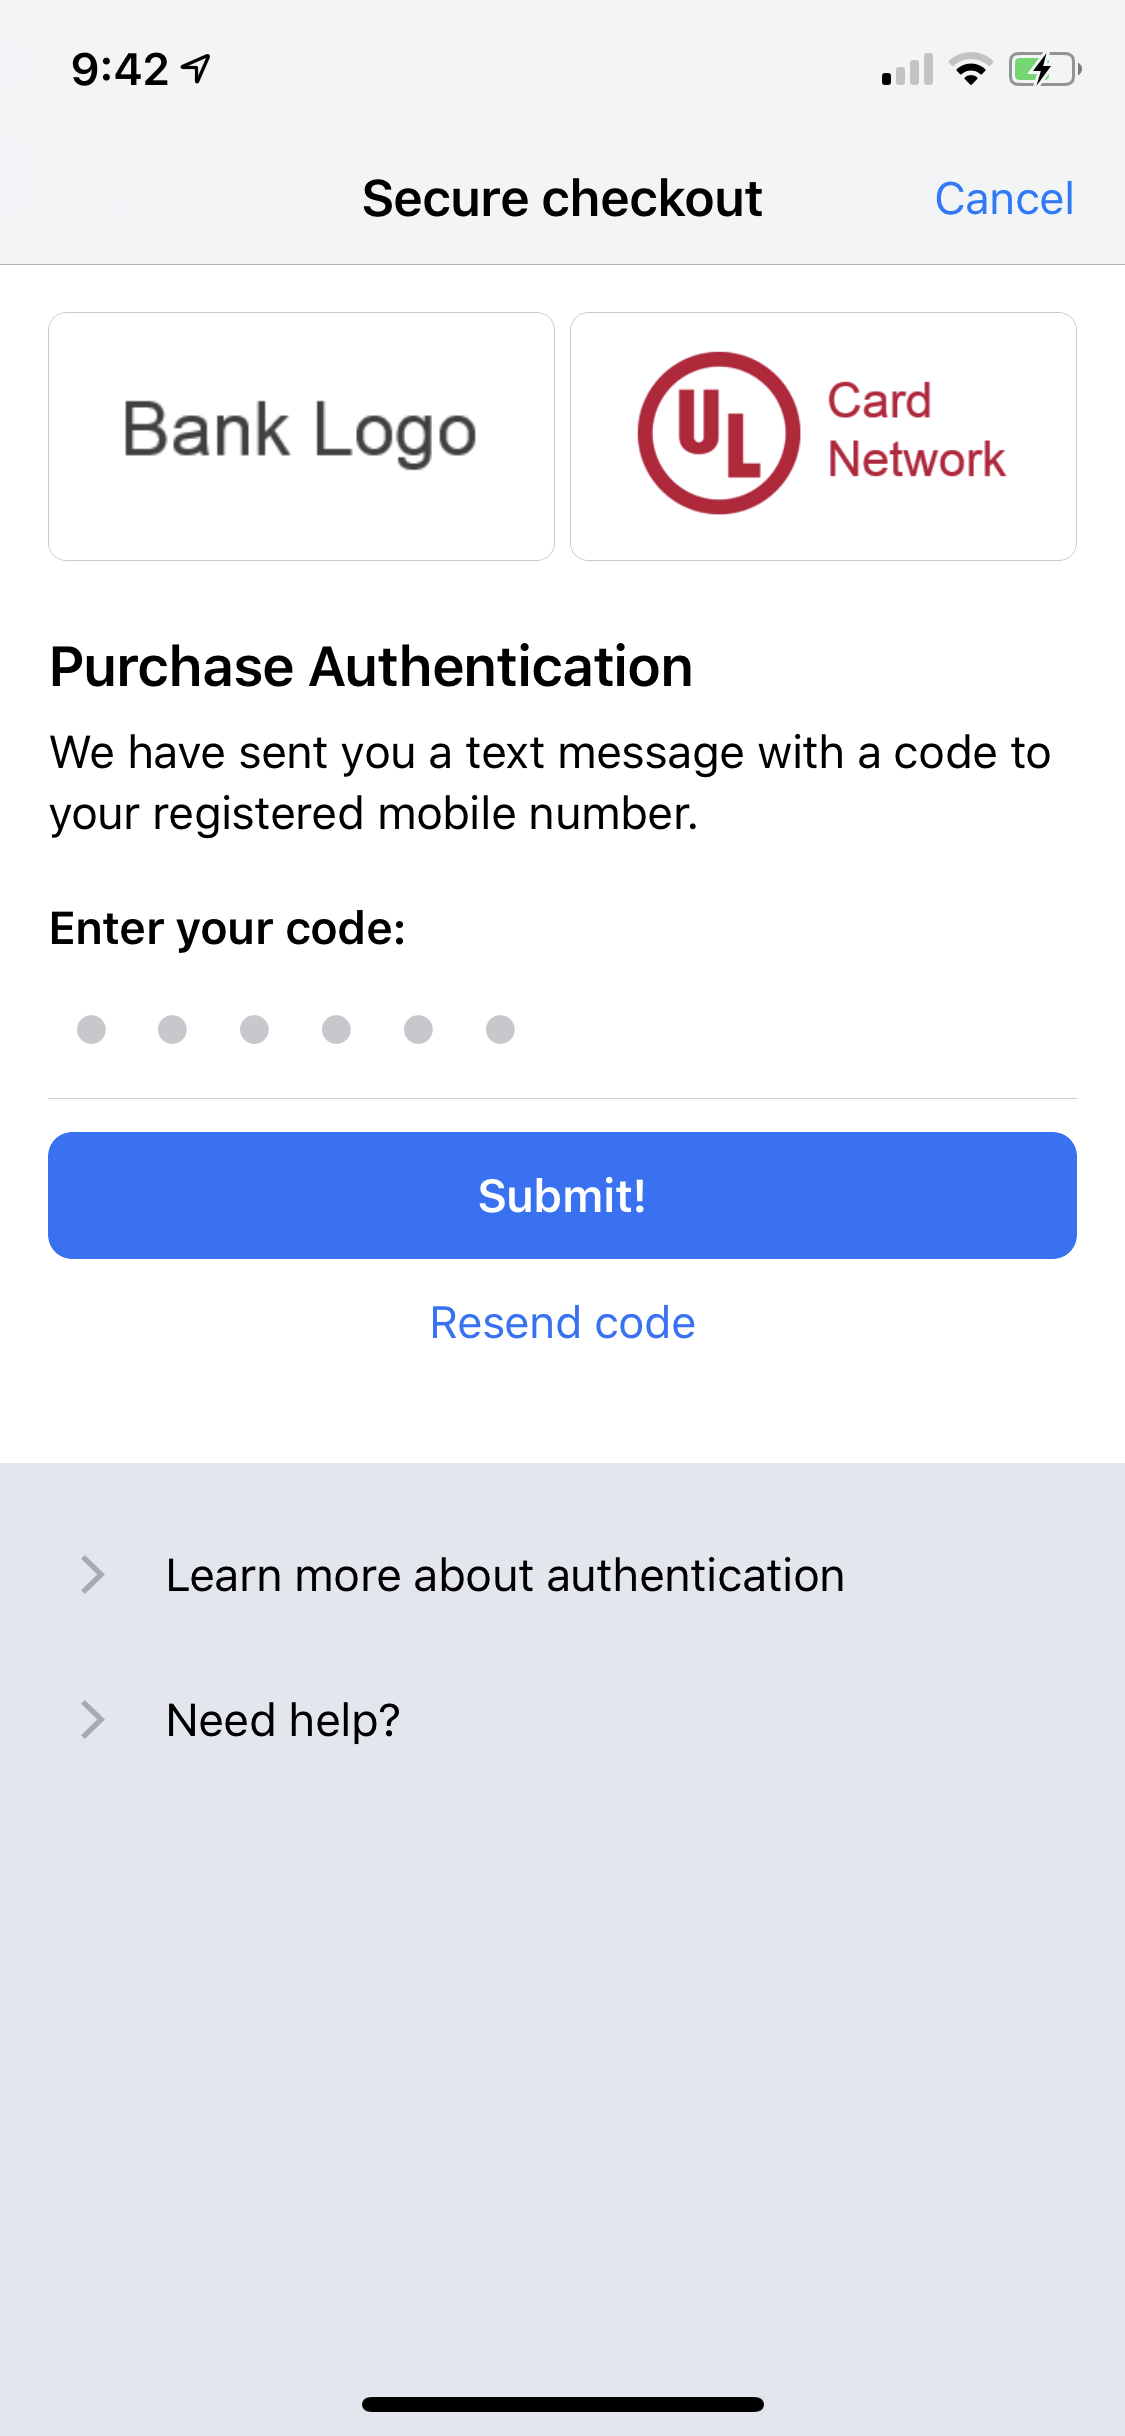 9:42
Secure checkout
Cancel
Bank Logo
UL
Card
Network
Purchase Authentication
We have sent you a text message with a code to
your registered mobile number.
Enter your code:
Submit!
Resend code
Learn more about authentication
Need help?